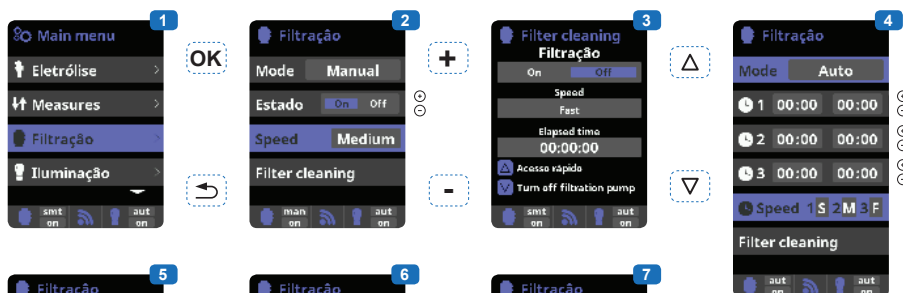 1
Main menu
Eletrólise
Measures
Filtração
Iluminação
smt on
aut on
OK
2
Filtração
Mode Manual
Estado On Off
Speed Medium
Filter cleaning
man on
aut on
+
-
3
Filter cleaning
Filtração
On Off
Speed
Fast
Elapsed time
00:00:00
Acesso rápido
Turn off filtration pump
smt on
aut on
4
Filtração
Mode Auto
1 00:00 00:00
2 00:00 00:00
3 00:00 00:00
Speed 1 S 2 M 3 F
Filter cleaning
aut on
aut on
5
Filtração
6
Filtração
7
Filtração